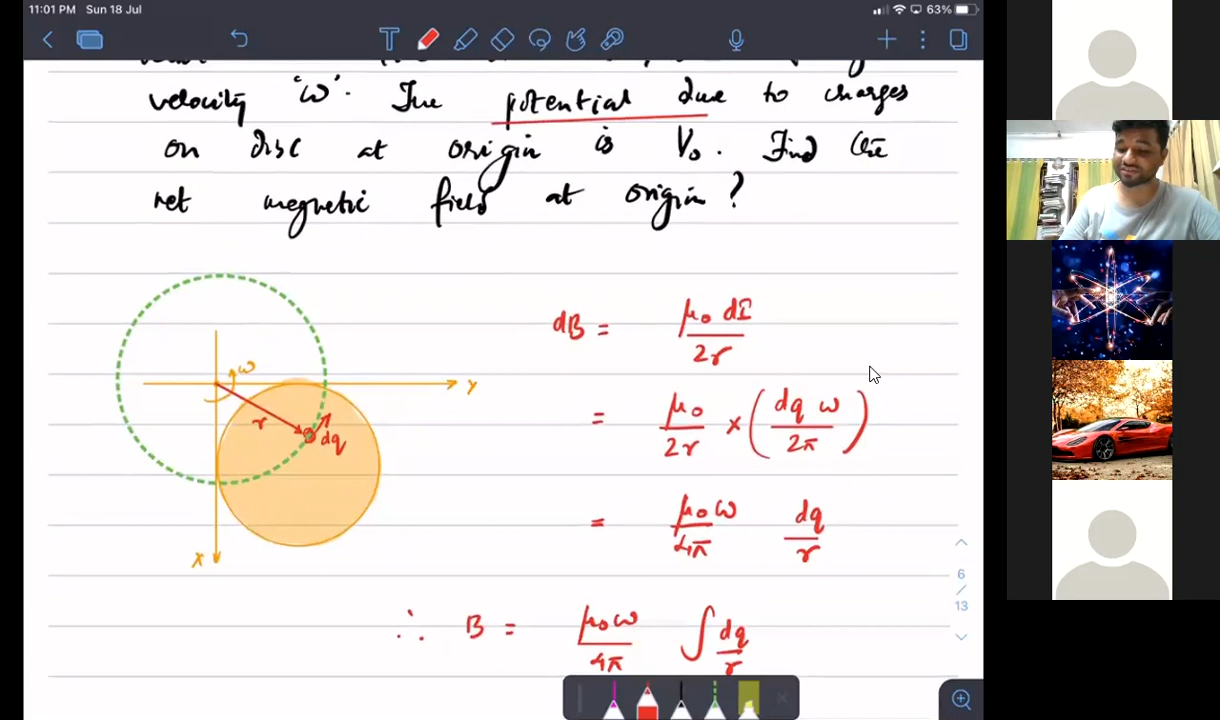 11:01 PM Sun 18 Jul 63%
T
velocity 'ω'. The potential due to charges
on disc at origin is V₀. Find the
net magnetic field at origin?
ω
y
r
dq
x
dB = μ₀ dI / 2r
= μ₀ / 2r × (dq ω / 2π)
= μ₀ω / 4π dq / r
∴ B = μ₀ω / 4π ∫ dq / r
6
/
13